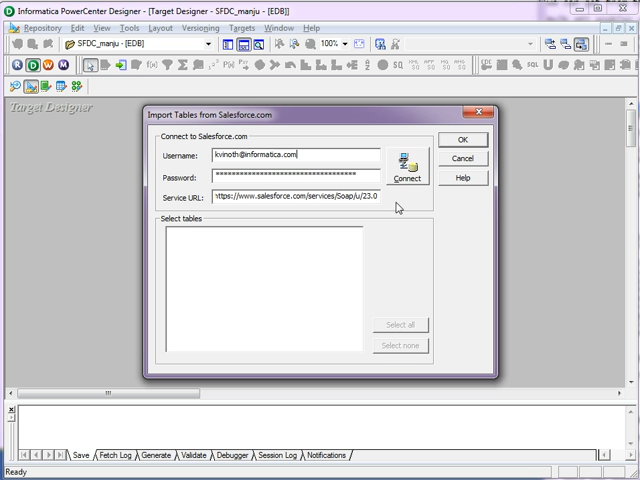 Informatica PowerCenter Designer - [Target Designer - SFDC_manju - [EDB]]
Repository Edit View Tools Layout Versioning Targets Window Help
SFDC_manju - [EDB]
100%
R D W M
SQ
SQL
Target Designer
Import Tables from Salesforce.com
Connect to Salesforce.com
Username: kvinoth@informatica.com
Password: **********************************
Service URL: https://www.salesforce.com/services/Soap/u/23.0
Connect
OK
Cancel
Help
Select tables
Select all
Select none
Save Fetch Log Generate Validate Debugger Session Log Notifications
Ready